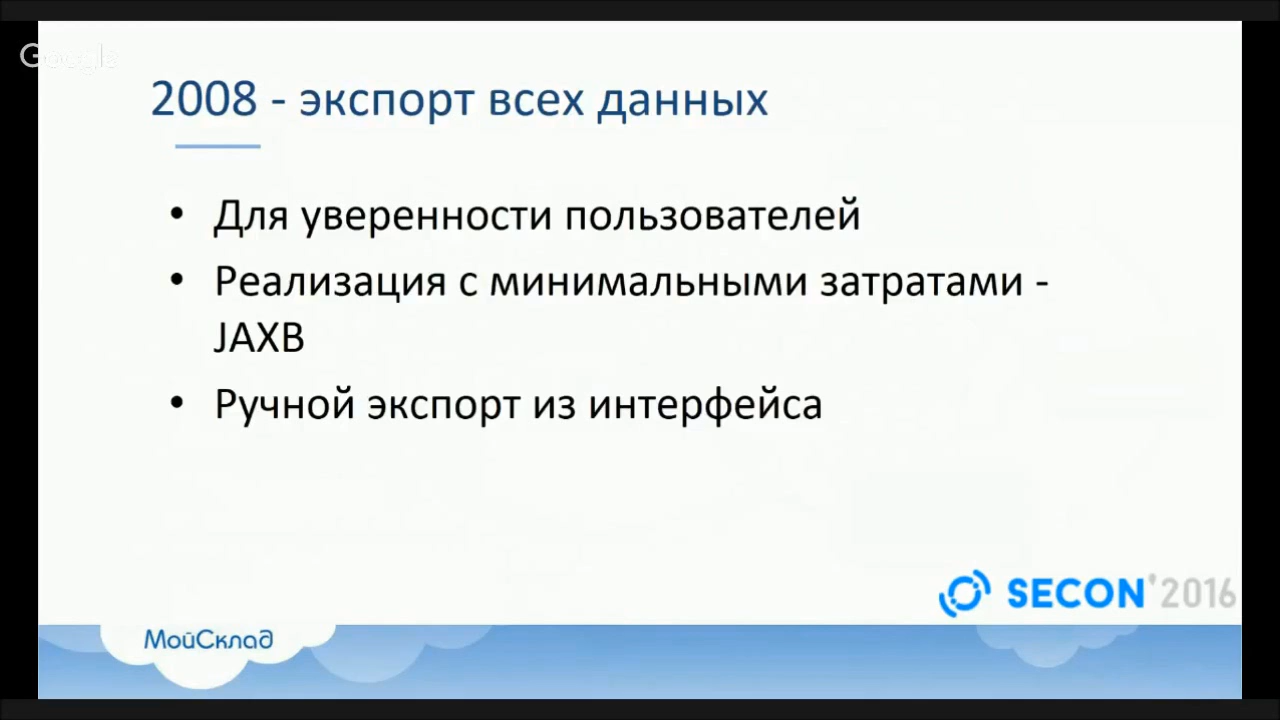 Google
2008 - экспорт всех данных
• Для уверенности пользователей
• Реализация с минимальными затратами -
JAXB
• Ручной экспорт из интерфейса
SECON'2016
МойСклад